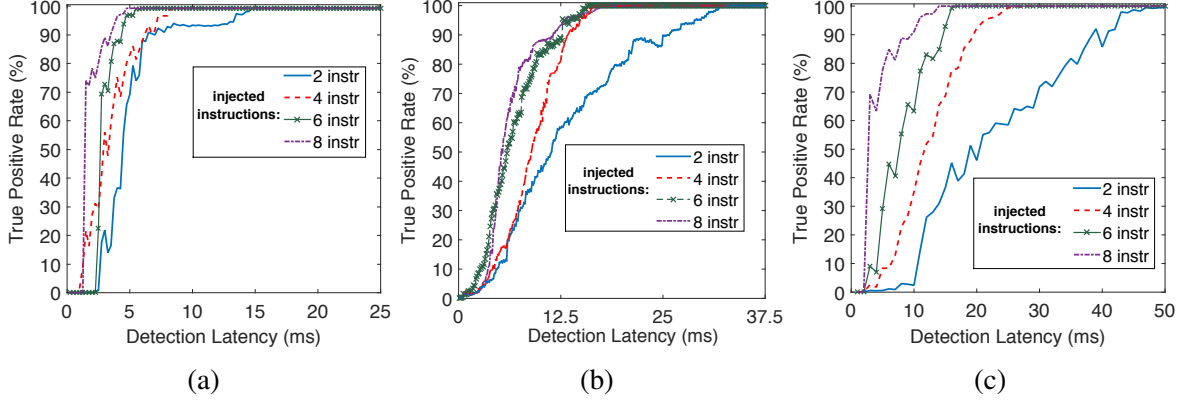 100
90
80
70
60
50
40
30
20
10
0
True Positive Rate (%)
injected
instructions:
2 instr
4 instr
6 instr
8 instr
0 5 10 15 20 25
Detection Latency (ms)
(a)
100
90
80
70
60
50
40
30
20
10
0
True Positive Rate (%)
injected
instructions:
2 instr
4 instr
6 instr
8 instr
0 12.5 25 37.5
Detection Latency (ms)
(b)
100
90
80
70
60
50
40
30
20
10
0
True Positive Rate (%)
injected
instructions:
2 instr
4 instr
6 instr
8 instr
0 10 20 30 40 50
Detection Latency (ms)
(c)